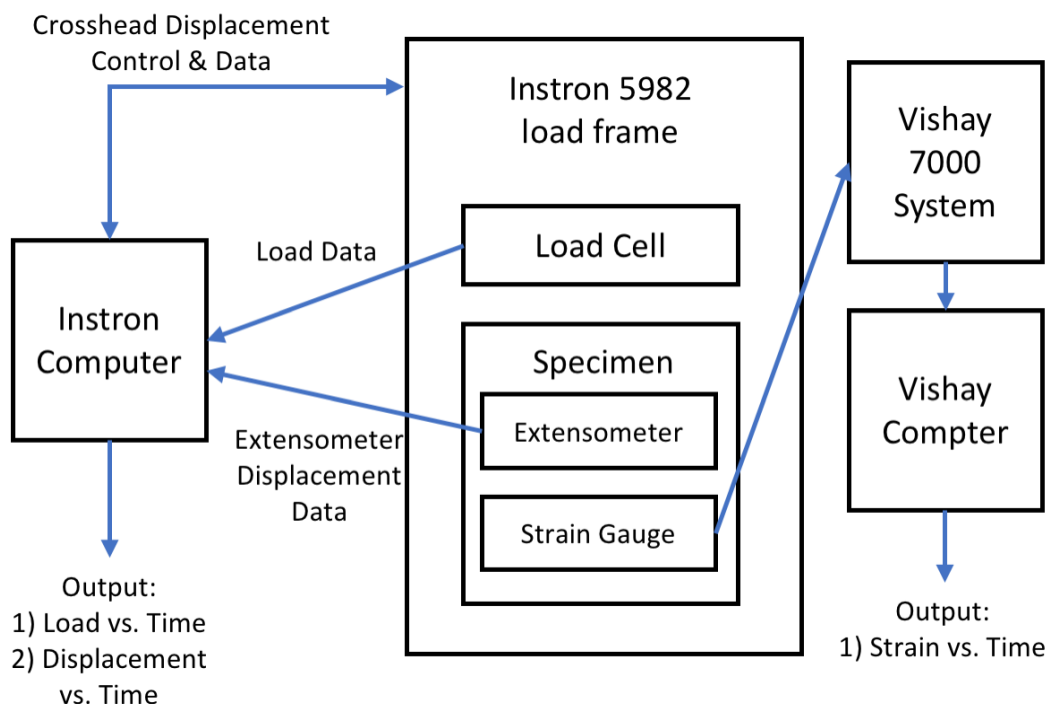 Crosshead Displacement
Control & Data
Instron 5982
load frame
Vishay
7000
System
Load Data
Load Cell
Instron
Computer
Specimen
Extensometer
Extensometer
Displacement
Data
Strain Gauge
Vishay
Compter
Output:
1) Load vs. Time
2) Displacement
vs. Time
Output:
1) Strain vs. Time